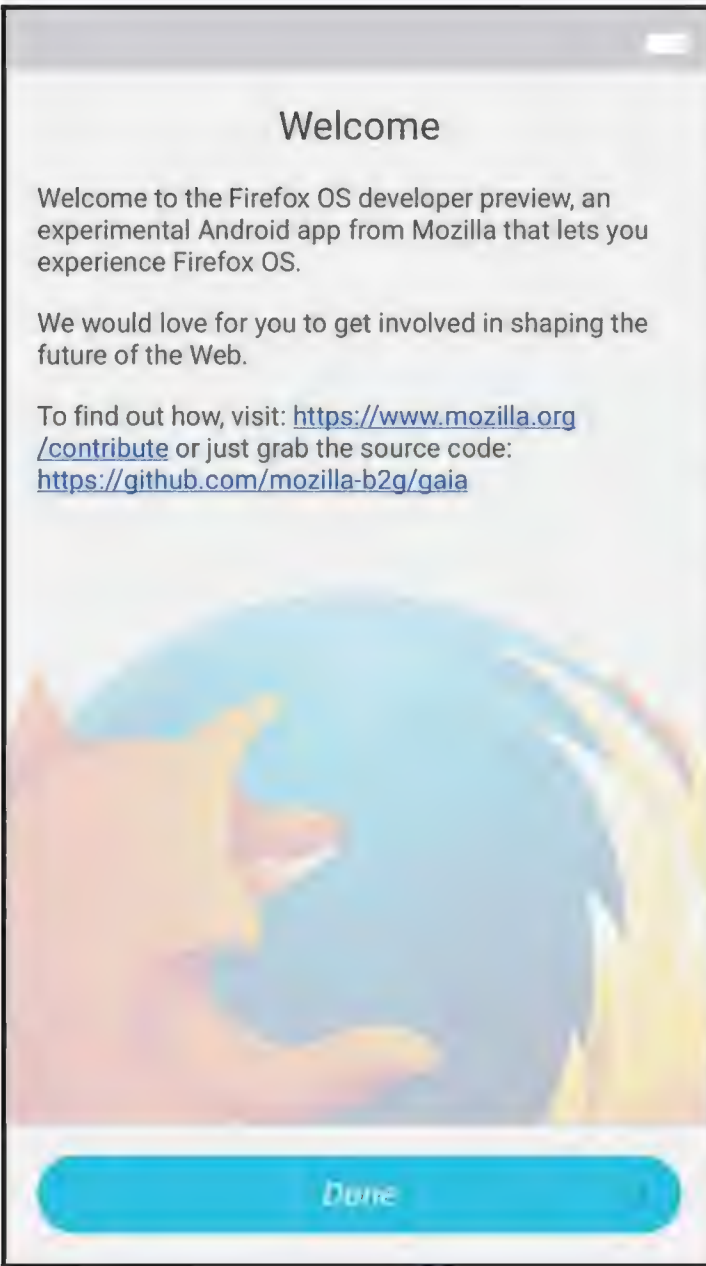 Welcome
Welcome to the Firefox OS developer preview, an
experimental Android app from Mozilla that lets you
experience Firefox OS.
We would love for you to get involved in shaping the
future of the Web.
To find out how, visit: https://www.mozilla.org
/contribute or just grab the source code:
https://github.com/mozilla-b2g/gaia
Done